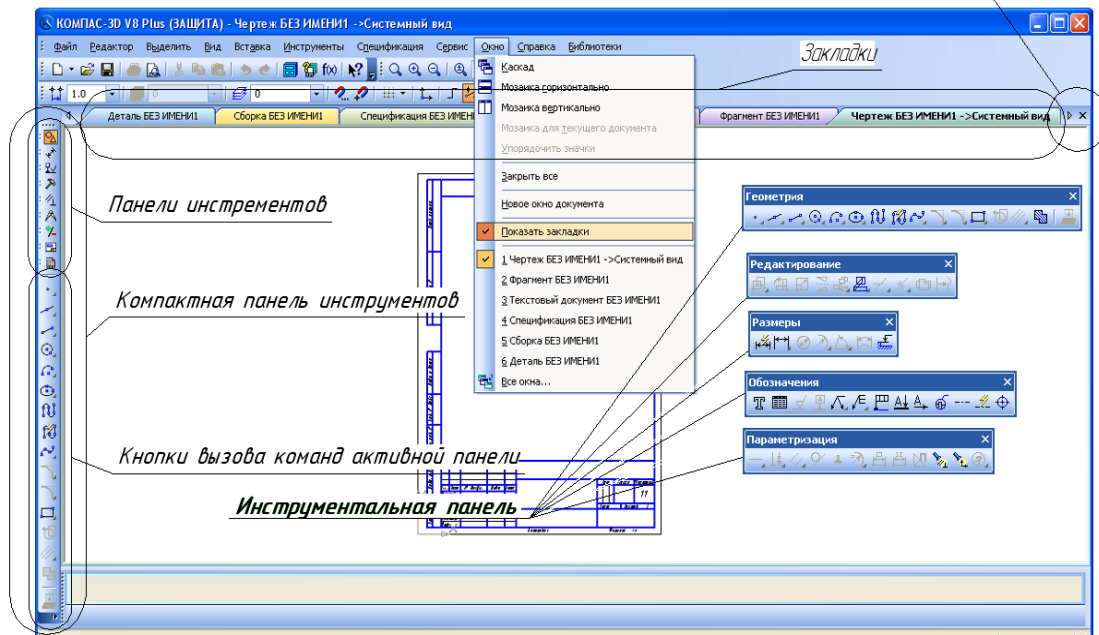 КОМПАС-3D V8 Plus (ЗАЩИТА) - Чертеж БЕЗ ИМЕНИ1 ->Системный вид
Файл Редактор Выделить Вид Вставка Инструменты Спецификация Сервис Окно Справка Библиотеки
Закладки
1.0 0 0
Деталь БЕЗ ИМЕНИ1 Сборка БЕЗ ИМЕНИ1 Спецификация БЕЗ ИМЕН Фрагмент БЕЗ ИМЕНИ1 Чертеж БЕЗ ИМЕНИ1 ->Системный вид
Каскад
Мозаика горизонтально
Мозаика вертикально
Мозаика для текущего документа
Упорядочить значки
Закрыть все
Новое окно документа
Показать закладки
1 Чертеж БЕЗ ИМЕНИ1 ->Системный вид
2 Фрагмент БЕЗ ИМЕНИ1
3 Текстовый документ БЕЗ ИМЕНИ1
4 Спецификация БЕЗ ИМЕНИ1
5 Сборка БЕЗ ИМЕНИ1
6 Деталь БЕЗ ИМЕНИ1
Все окна...
Панели инстрементов
Компактная панель инструментов
Кнопки вызова команд активной панели
Инструментальная панель
Геометрия
Редактирование
Размеры
Обозначения
Параметризация